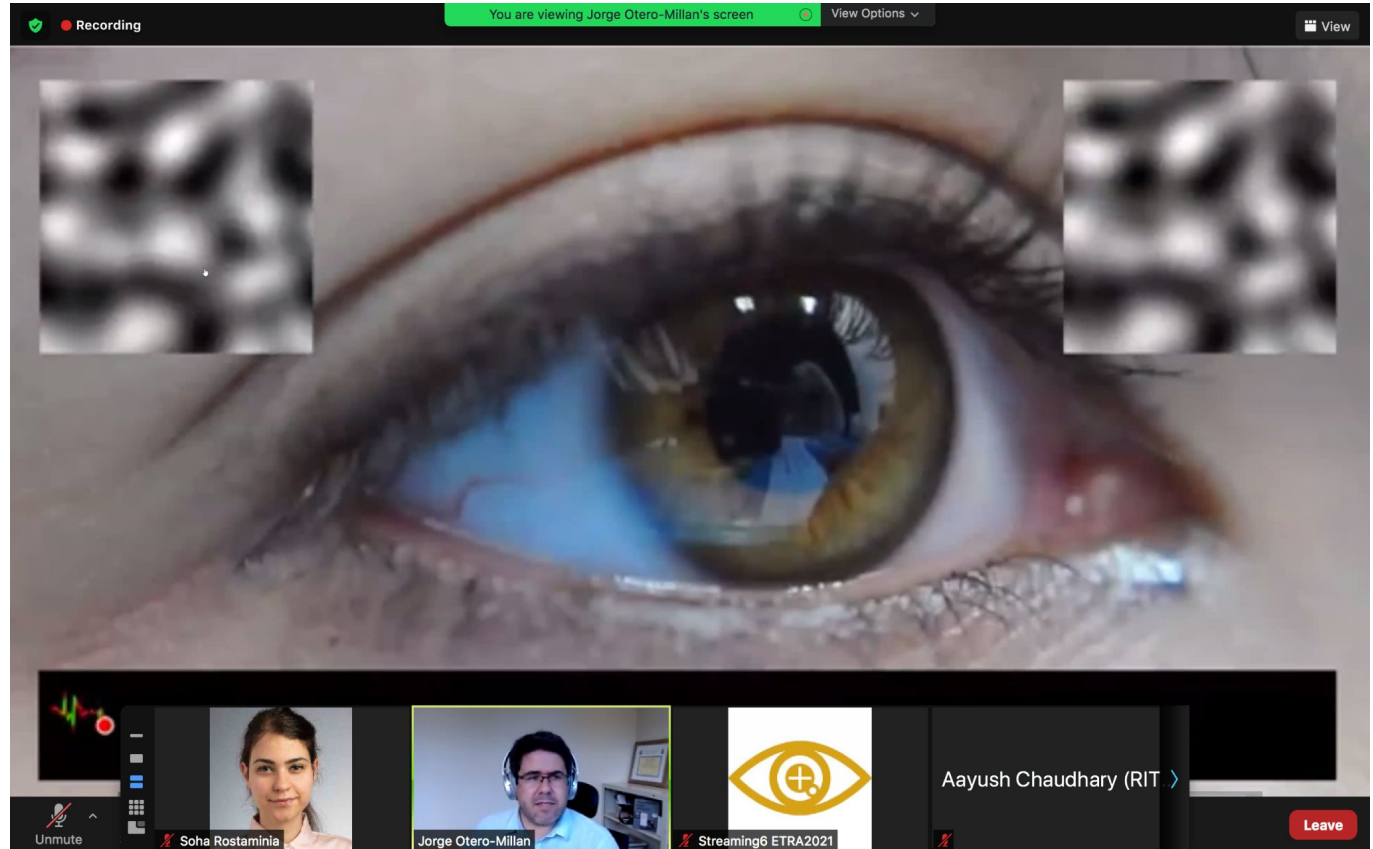 Recording
You are viewing Jorge Otero-Millan's screen
View Options
View
Aayush Chaudhary (RIT
Unmute
Soha Rostaminia
Jorge Otero-Millan
Streaming6 ETRA2021
Leave